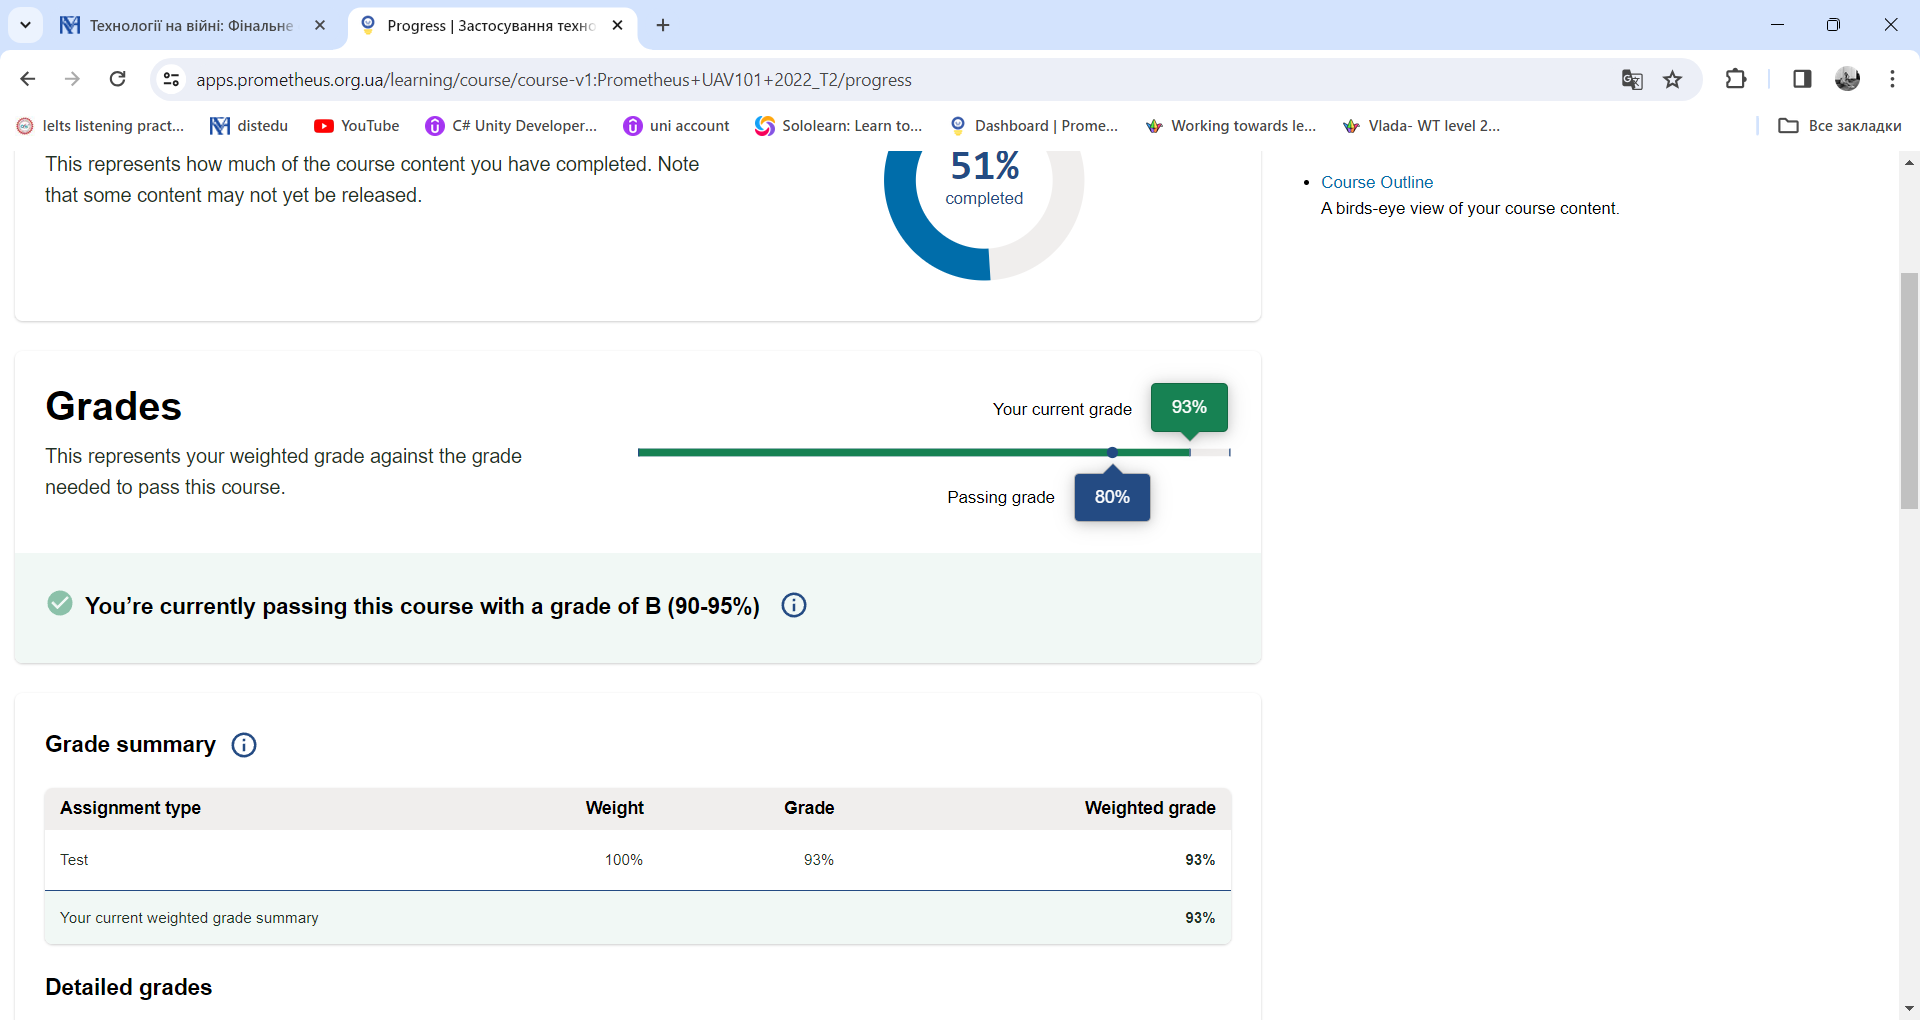 Технології на війні: Фінальне
Progress | Застосування техно
apps.prometheus.org.ua/learning/course/course-v1:Prometheus+UAV101+2022_T2/progress
Ielts listening pract... distedu YouTube C# Unity Developer... uni account Sololearn: Learn to... Dashboard | Prome... Working towards le... Vlada- WT level 2... Все закладки
This represents how much of the course content you have completed. Note
that some content may not yet be released.
51%
completed
Course Outline
A birds-eye view of your course content.
Grades
This represents your weighted grade against the grade
needed to pass this course.
Your current grade 93%
Passing grade 80%
You’re currently passing this course with a grade of B (90-95%)
Grade summary
Assignment type Weight Grade Weighted grade
Test 100% 93% 93%
Your current weighted grade summary 93%
Detailed grades